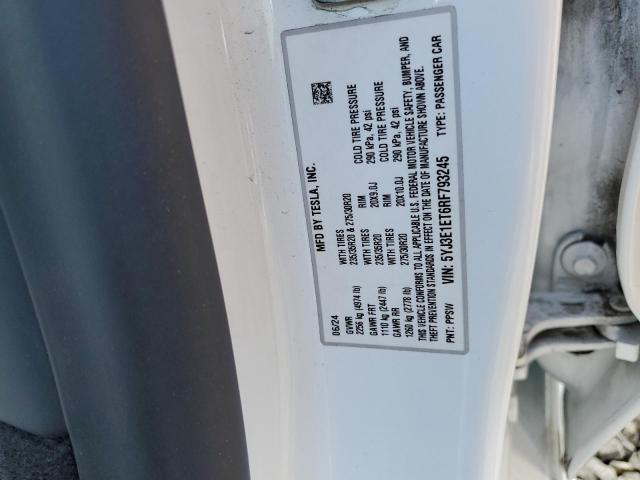 MFD BY TESLA, INC.
06/24
GVWR WITH TIRES COLD TIRE PRESSURE
2256 kg (4974 lb) 235/35R20 & 275/30R20 290 kPa, 42 psi
GAWR FRT WITH TIRES RIM COLD TIRE PRESSURE
1110 kg (2447 lb) 235/35R20 20X9.0J 290 kPa, 42 psi
GAWR RR WITH TIRES RIM
1260 kg (2778 lb) 275/30R20 20X10.0J
THIS VEHICLE CONFORMS TO ALL APPLICABLE U.S. FEDERAL MOTOR VEHICLE SAFETY, BUMPER, AND
THEFT PREVENTION STANDARDS IN EFFECT ON THE DATE OF MANUFACTURE SHOWN ABOVE.
VIN: 5YJ3E1ET6RF793245
PNT: PPSW TYPE: PASSENGER CAR